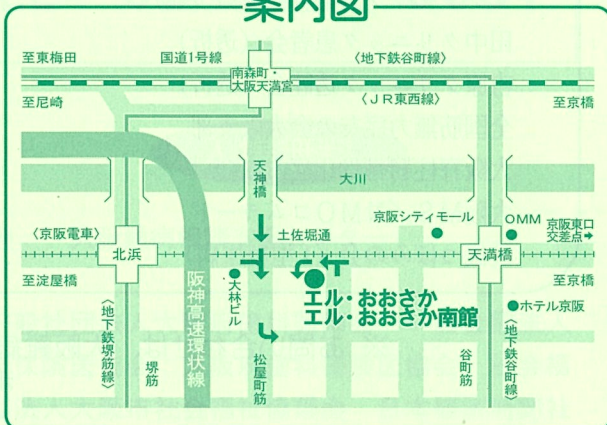 案内図
至東梅田
国道1号線
〈地下鉄谷町線〉
南森町・
大阪天満宮
至尼崎
〈JR東西線〉
至京橋
天神橋
大川
京阪シティモール
OMM
京阪東口
交差点➡
〈京阪電車〉
土佐堀通
北浜
天満橋
至淀屋橋
大林ビル
至京橋
エル・おおさか
エル・おおさか南館
ホテル京阪
阪神高速環状線
〈地下鉄堺筋線〉
堺筋
松屋町筋
谷町筋
〈地下鉄谷町線〉